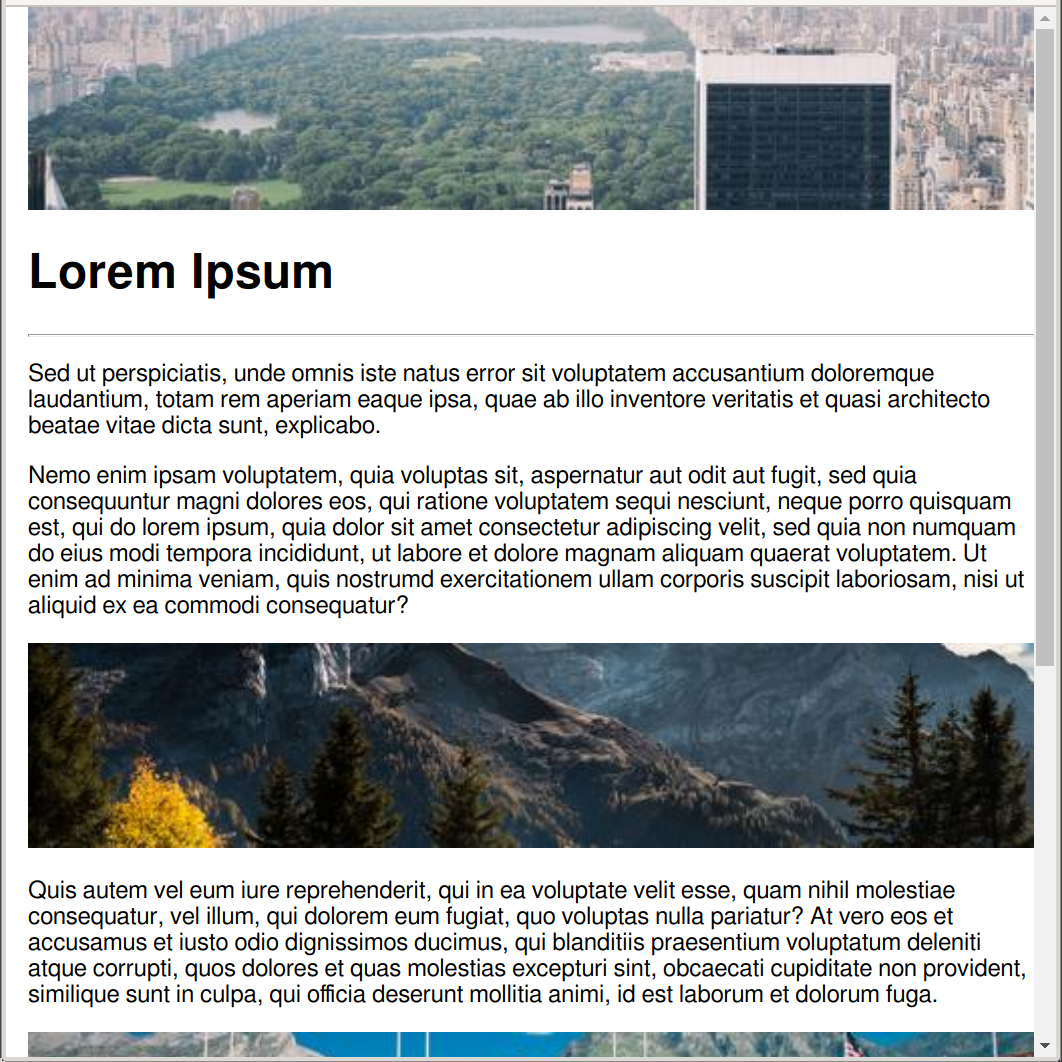 Lorem Ipsum
Sed ut perspiciatis, unde omnis iste natus error sit voluptatem accusantium doloremque
laudantium, totam rem aperiam eaque ipsa, quae ab illo inventore veritatis et quasi architecto
beatae vitae dicta sunt, explicabo.
Nemo enim ipsam voluptatem, quia voluptas sit, aspernatur aut odit aut fugit, sed quia
consequuntur magni dolores eos, qui ratione voluptatem sequi nesciunt, neque porro quisquam
est, qui do lorem ipsum, quia dolor sit amet consectetur adipiscing velit, sed quia non numquam
do eius modi tempora incididunt, ut labore et dolore magnam aliquam quaerat voluptatem. Ut
enim ad minima veniam, quis nostrumd exercitationem ullam corporis suscipit laboriosam, nisi ut
aliquid ex ea commodi consequatur?
Quis autem vel eum iure reprehenderit, qui in ea voluptate velit esse, quam nihil molestiae
consequatur, vel illum, qui dolorem eum fugiat, quo voluptas nulla pariatur? At vero eos et
accusamus et iusto odio dignissimos ducimus, qui blanditiis praesentium voluptatum deleniti
atque corrupti, quos dolores et quas molestias excepturi sint, obcaecati cupiditate non provident,
similique sunt in culpa, qui officia deserunt mollitia animi, id est laborum et dolorum fuga.